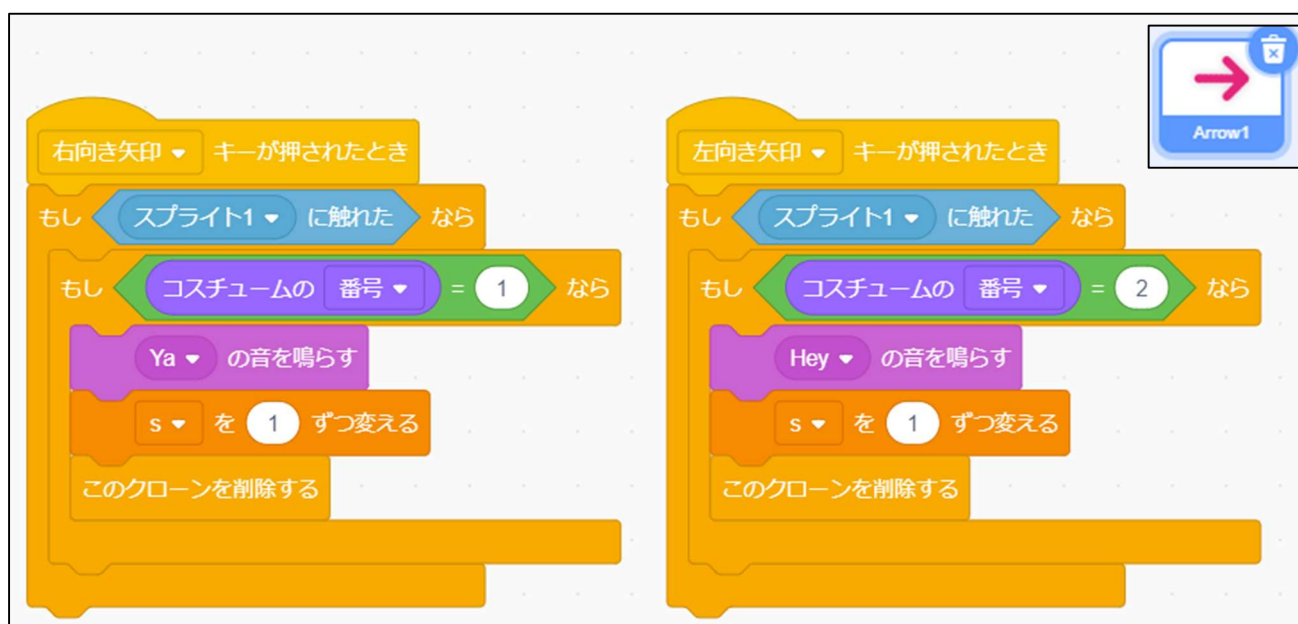 右向き矢印 キーが押されたとき
もし スプライト1 に触れた なら
もし コスチュームの 番号 = 1 なら
Ya の音を鳴らす
s を 1 ずつ変える
このクローンを削除する
左向き矢印 キーが押されたとき
もし スプライト1 に触れた なら
もし コスチュームの 番号 = 2 なら
Hey の音を鳴らす
s を 1 ずつ変える
このクローンを削除する
Arrow1